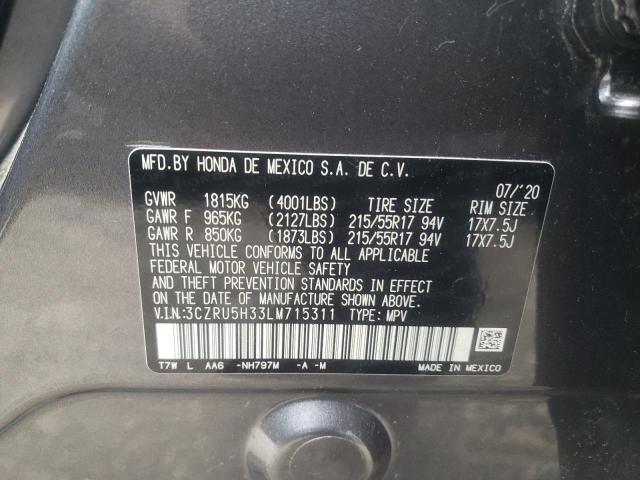 MFD.BY HONDA DE MEXICO S.A. DE C.V.
07/'20
GVWR 1815KG (4001LBS) TIRE SIZE RIM SIZE
GAWR F 965KG (2127LBS) 215/55R17 94V 17X7.5J
GAWR R 850KG (1873LBS) 215/55R17 94V 17X7.5J
THIS VEHICLE CONFORMS TO ALL APPLICABLE
FEDERAL MOTOR VEHICLE SAFETY
AND THEFT PREVENTION STANDARDS IN EFFECT
ON THE DATE OF MANUFACTURE SHOWN ABOVE.
V.I.N:3CZRU5H33LM715311 TYPE: MPV
T7W L AA6 -NH797M -A -M MADE IN MEXICO